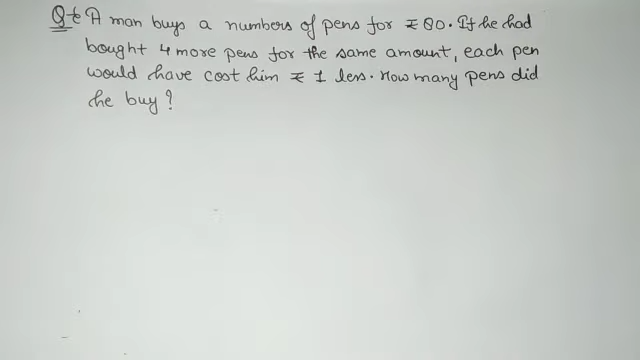 Q → A man buys a numbers of pens for ₹ 80. If he had
bought 4 more pens for the same amount, each pen
would have cost him ₹ 1 less. How many pens did
he buy?